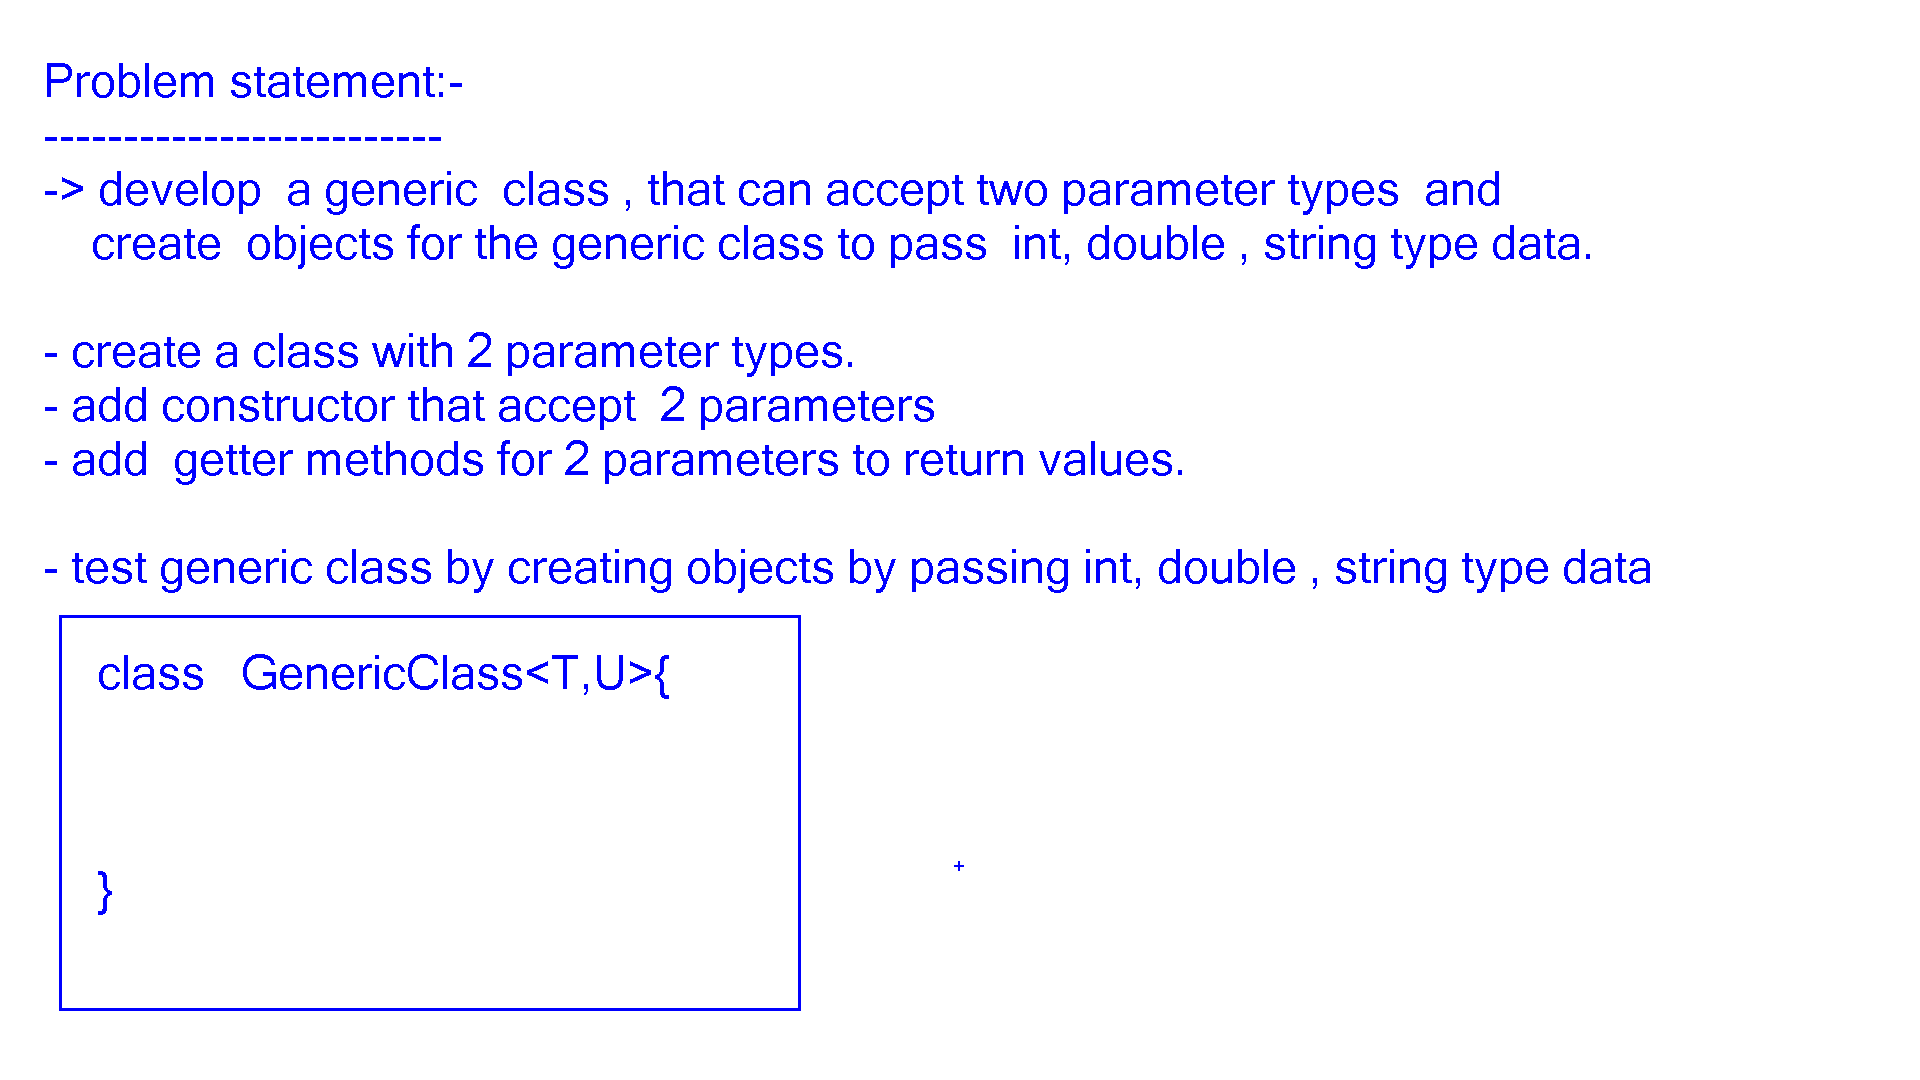 Problem statement:-
-------------------------
-> develop  a generic  class , that can accept two parameter types  and
create  objects for the generic class to pass  int, double , string type data.
- create a class with 2 parameter types.
- add constructor that accept  2 parameters
- add  getter methods for 2 parameters to return values.
- test generic class by creating objects by passing int, double , string type data
class   GenericClass<T,U>{
}